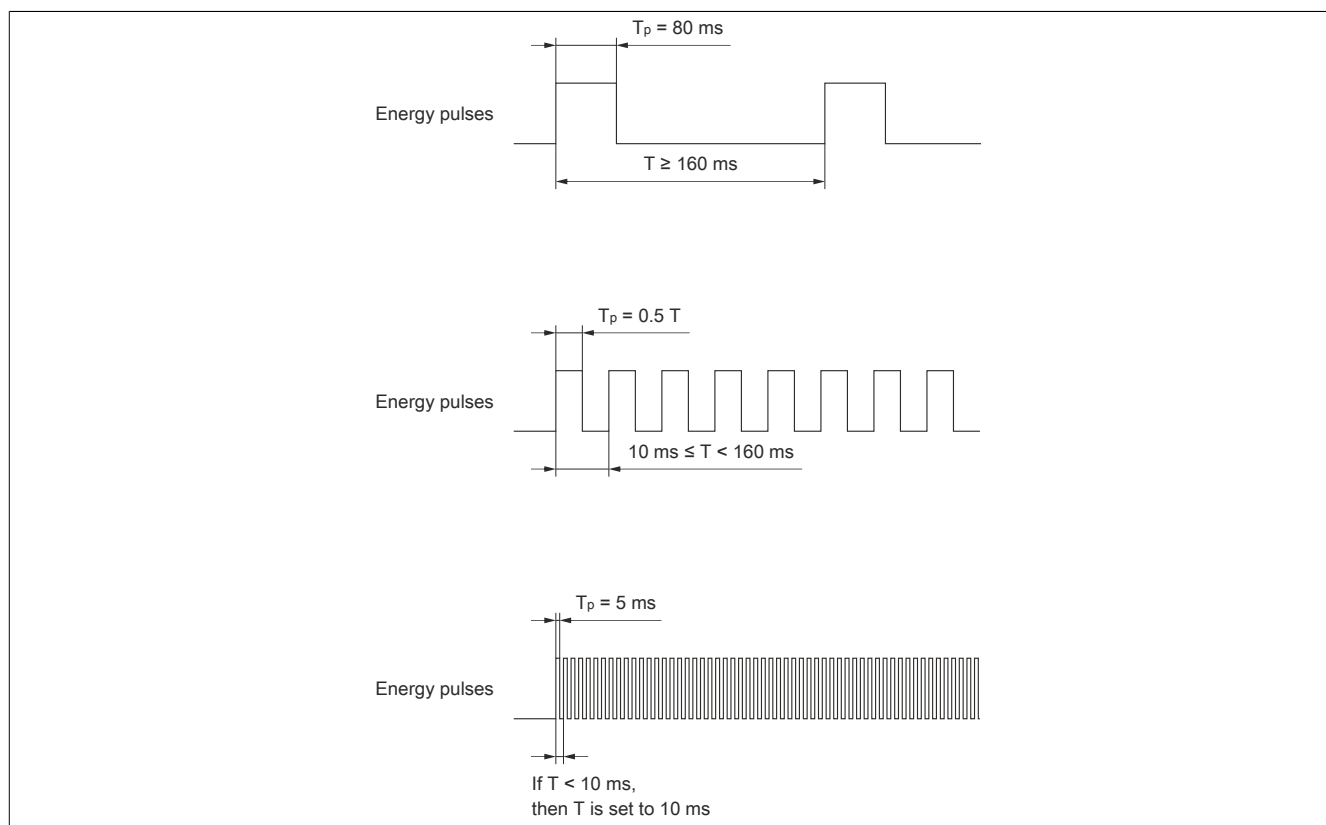 Tp = 80 ms
Energy pulses
T ≥ 160 ms
Tp = 0.5 T
Energy pulses
10 ms ≤ T < 160 ms
Tp = 5 ms
Energy pulses
If T < 10 ms,
then T is set to 10 ms